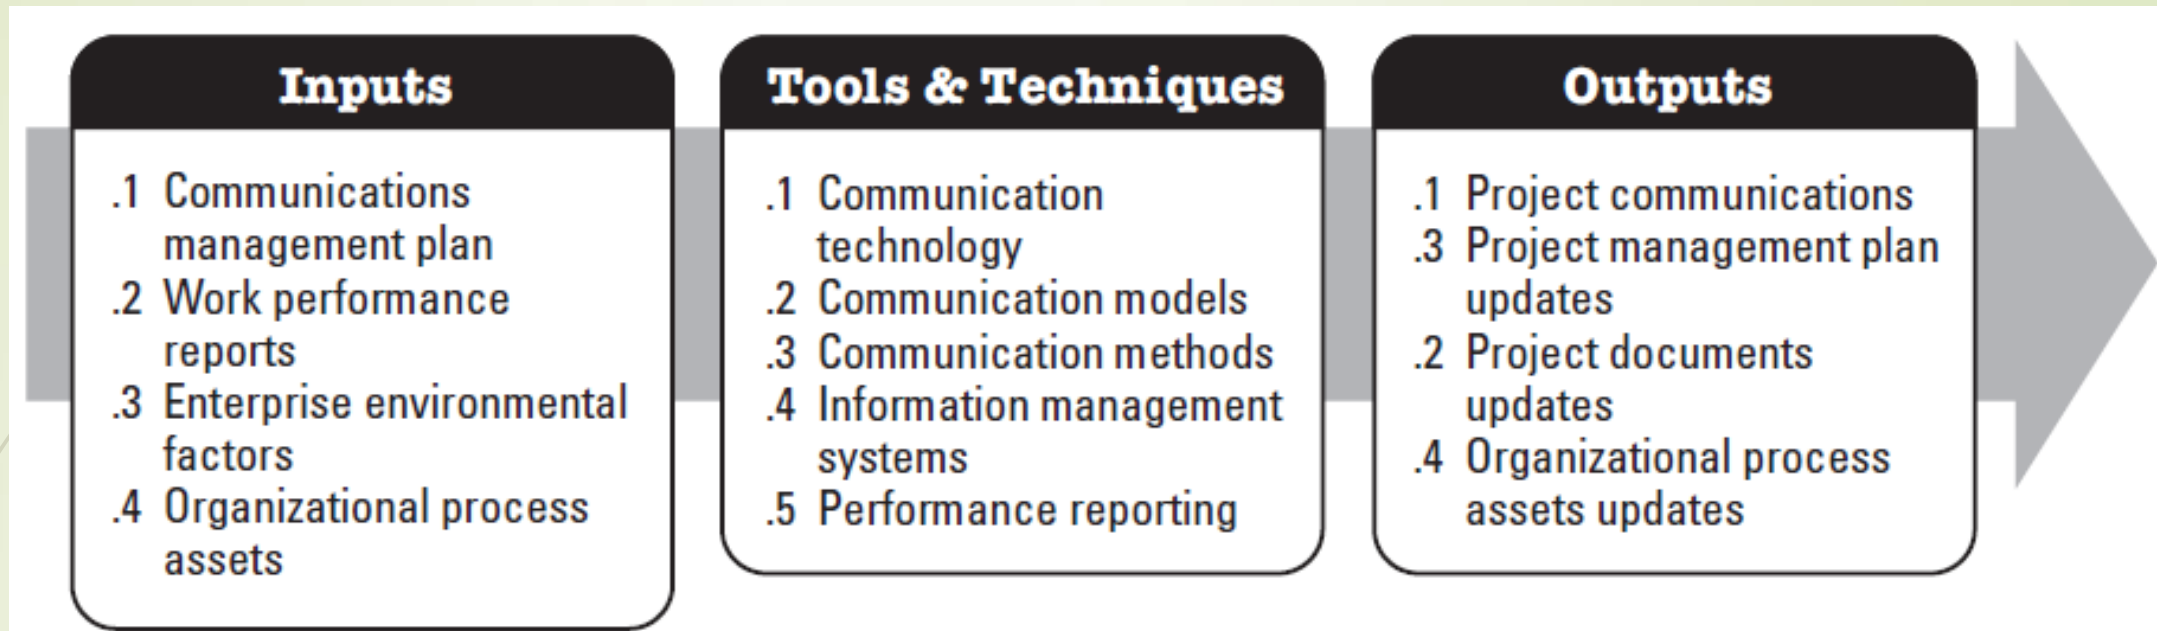 Inputs
.1 Communications
management plan
.2 Work performance
reports
.3 Enterprise environmental
factors
.4 Organizational process
assets
Tools & Techniques
.1 Communication
technology
.2 Communication models
.3 Communication methods
.4 Information management
systems
.5 Performance reporting
Outputs
.1 Project communications
.3 Project management plan
updates
.2 Project documents
updates
.4 Organizational process
assets updates